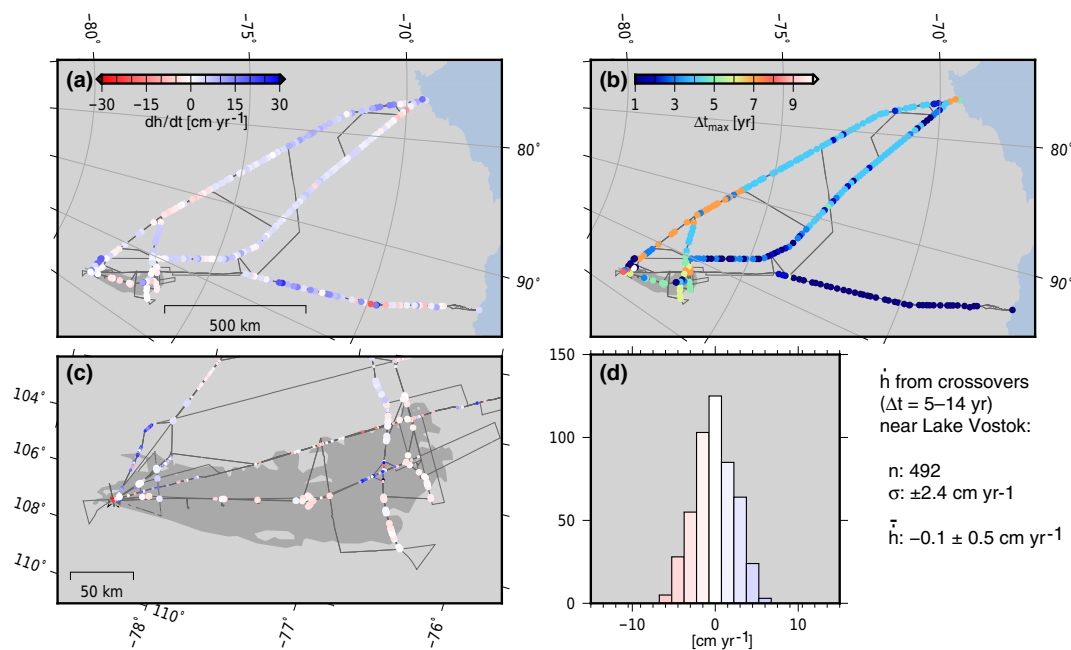 −80° −75° −70°
(a)
−30 −15 0 15 30
dh/dt [cm yr-1]
80°
90°
500 km
−80° −75° −70°
(b)
1 3 5 7 9
Δtmax [yr]
80°
90°
(c)
104°
106°
108°
110°
50 km
−78° 110° −77° −76°
(d)
150
100
50
0
−10 0 10
[cm yr-1]
ḣ from crossovers
(Δt = 5–14 yr)
near Lake Vostok:
n: 492
σ: ±2.4 cm yr-1
ḣ̄: −0.1 ± 0.5 cm yr-1